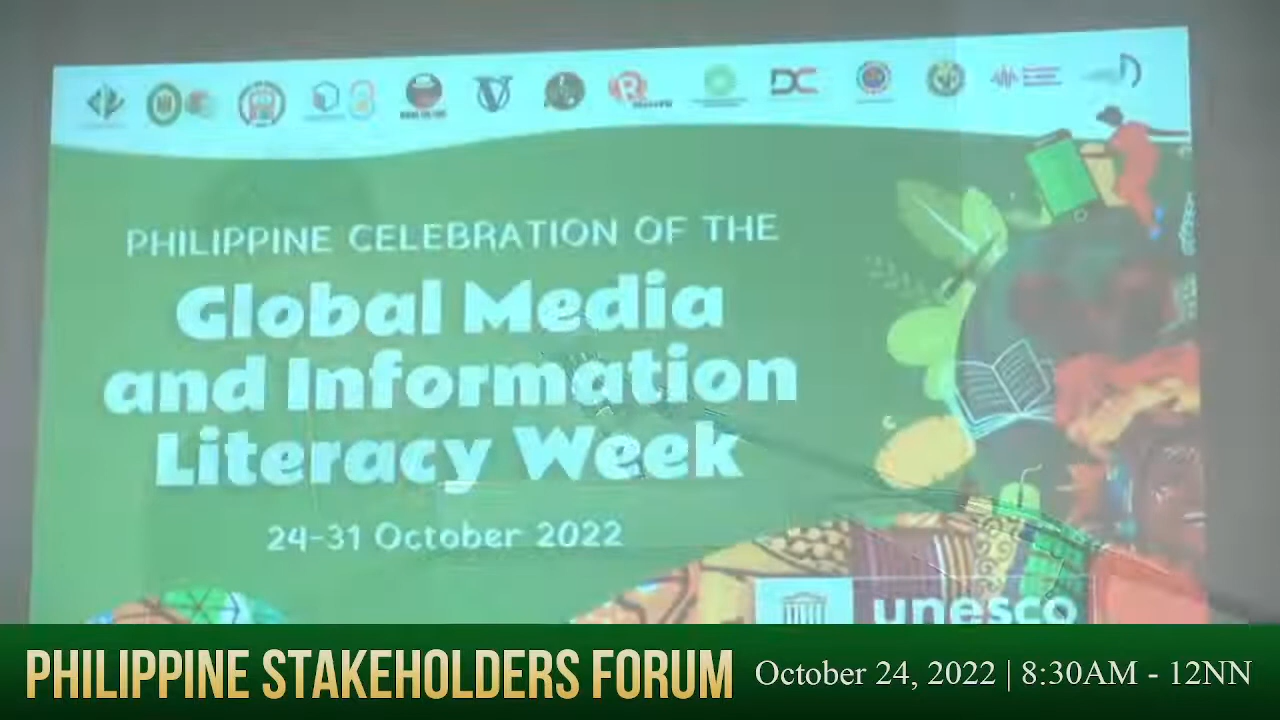 DC
PHILIPPINE CELEBRATION OF THE
Global Media
and Information
Literacy Week
24-31 October 2022
unesco
PHILIPPINE STAKEHOLDERS FORUM
October 24, 2022 | 8:30AM - 12NN